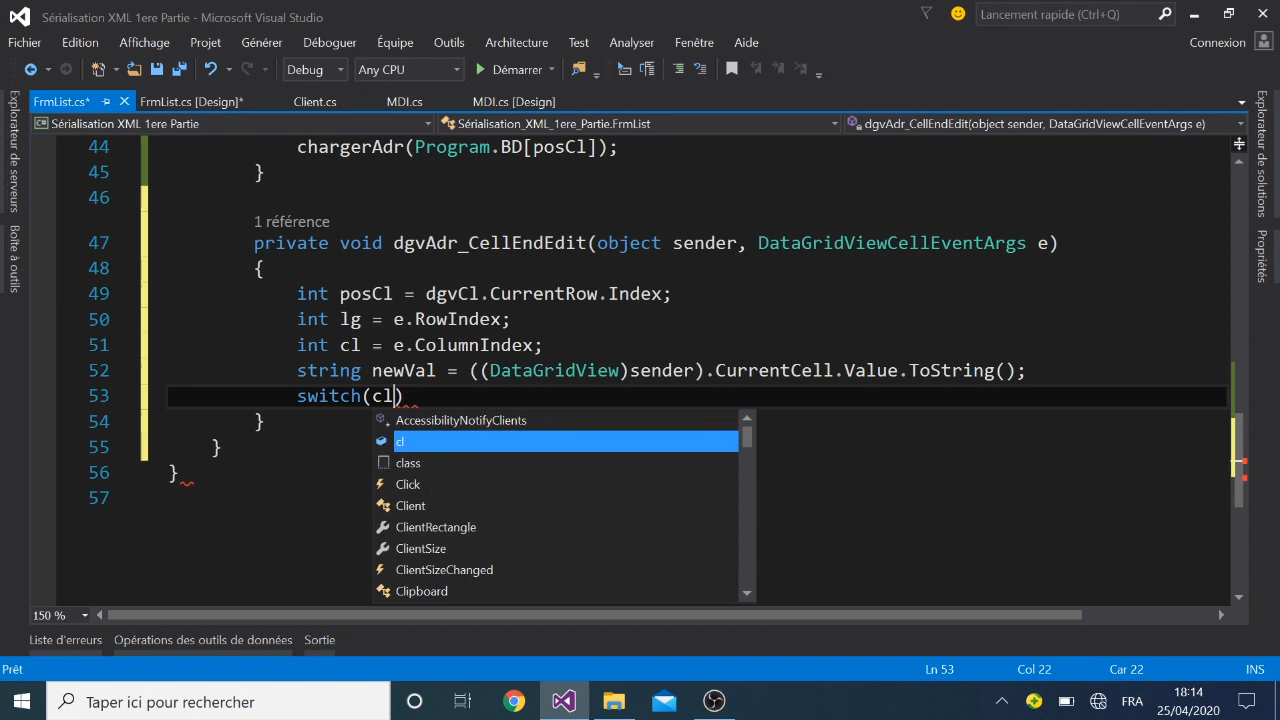 Sérialisation XML 1ere Partie - Microsoft Visual Studio
Lancement rapide (Ctrl+Q)
Fichier Edition Affichage Projet Générer Déboguer Équipe Outils Architecture Test Analyser Fenêtre Aide Connexion
Debug Any CPU Démarrer
FrmList.cs* FrmList.cs [Design]* Client.cs MDI.cs MDI.cs [Design]
Sérialisation XML 1ere Partie Sérialisation_XML_1ere_Partie.FrmList dgvAdr_CellEndEdit(object sender, DataGridViewCellEventArgs e)
Explorateur de serveurs
Boîte à outils
Explorateur de solutions
Propriétés
44 chargerAdr(Program.BD[posCl]);
45 }
46
1 référence
47 private void dgvAdr_CellEndEdit(object sender, DataGridViewCellEventArgs e)
48 {
49 int posCl = dgvCl.CurrentRow.Index;
50 int lg = e.RowIndex;
51 int cl = e.ColumnIndex;
52 string newVal = ((DataGridView)sender).CurrentCell.Value.ToString();
53 switch(cl)
54 }
55 }
56 }
57
AccessibilityNotifyClients
cl
class
Click
Client
ClientRectangle
ClientSize
ClientSizeChanged
Clipboard
150 %
Liste d'erreurs Opérations des outils de données Sortie
Prêt Ln 53 Col 22 Car 22 INS
Taper ici pour rechercher
FRA
18:14
25/04/2020